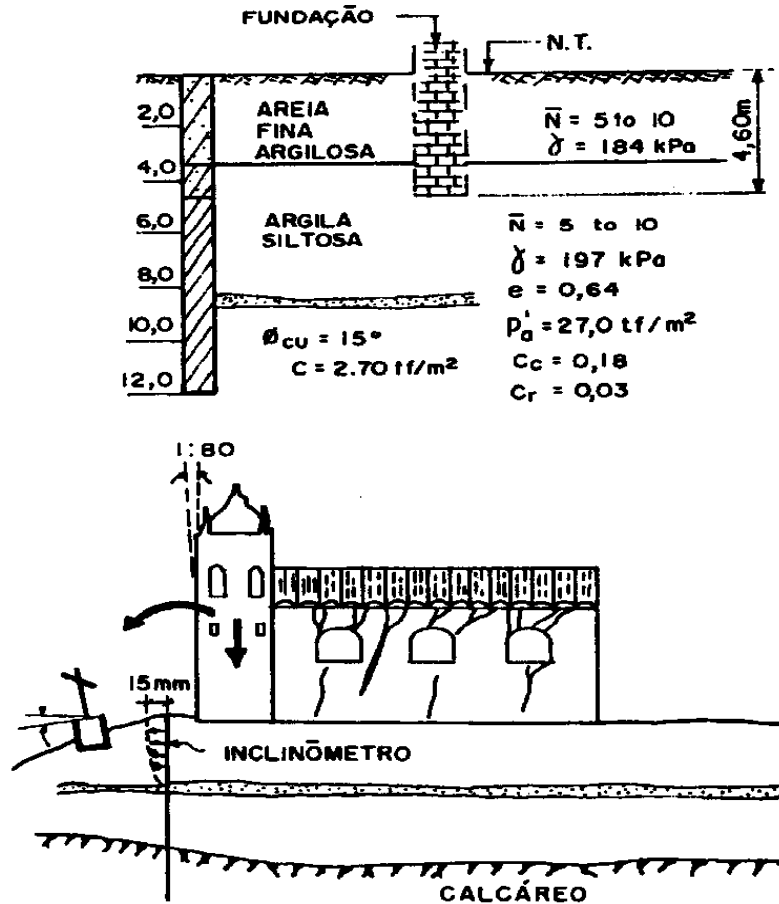 FUNDAÇÃO
N.T.
2,0
4,0
6,0
8,0
10,0
12,0
AREIA
FINA
ARGILOSA
N̄ = 5 to 10
ɣ = 184 kPa
4,60m
ARGILA
SILTOSA
N̄ = 5 to 10
ɣ = 197 kPa
e = 0,64
p'a = 27,0 tf/m²
Cc = 0,18
Cr = 0,03
Øcu = 15°
C = 2.70 tf/m²
1:80
15mm
INCLINŌMETRO
CALCÁREO